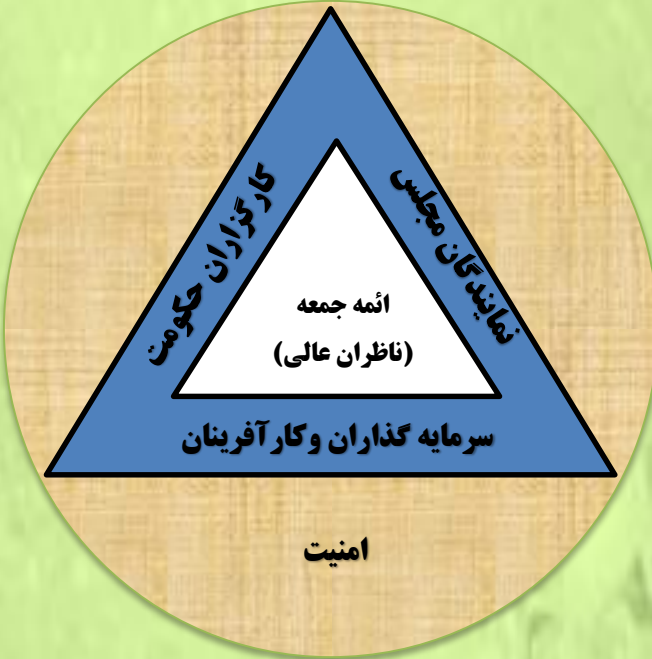 کارگزاران حکومت
نمایندگان مجلس
ائمه جمعه
(ناظران عالی)
سرمایه گذاران وکارآفرینان
امنیت